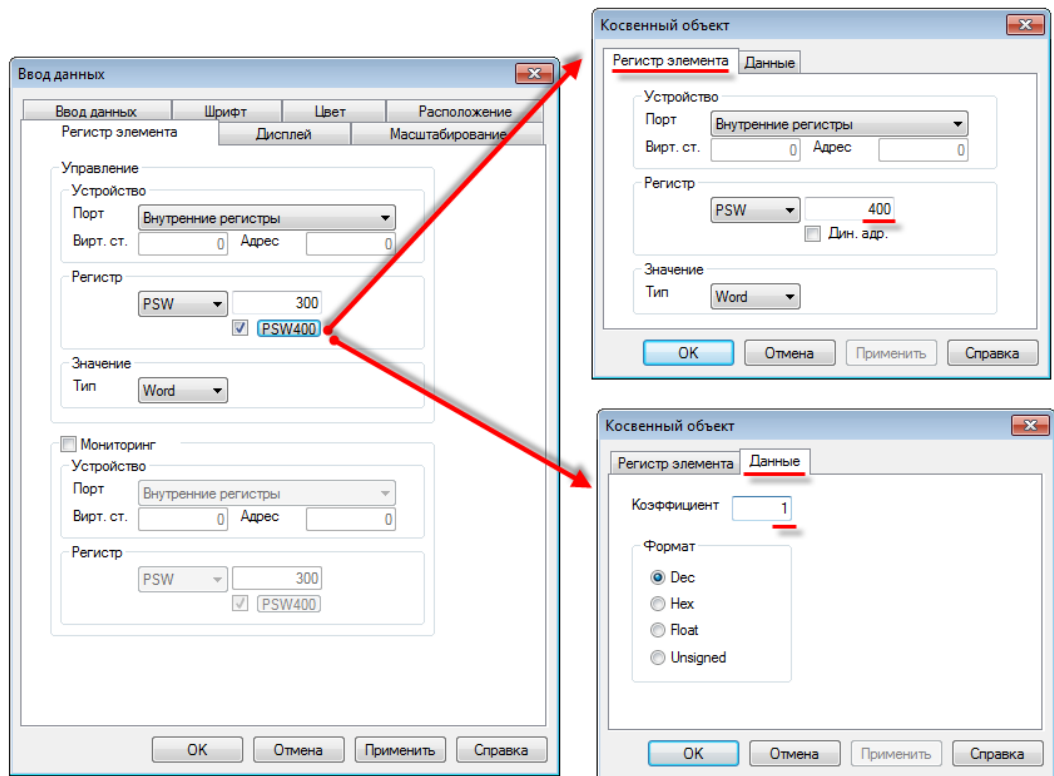 Ввод данных
Ввод данных Шрифт Цвет Расположение
Регистр элемента Дисплей Масштабирование
Управление
Устройство
Порт Внутренние регистры
Вирт. ст. 0 Адрес 0
Регистр
PSW 300
PSW400
Значение
Тип Word
Мониторинг
Устройство
Порт Внутренние регистры
Вирт. ст. 0 Адрес 0
Регистр
PSW 300
PSW400
OK Отмена Применить Справка
Косвенный объект
Регистр элемента Данные
Устройство
Порт Внутренние регистры
Вирт. ст. 0 Адрес 0
Регистр
PSW 400
Дин. адр.
Значение
Тип Word
OK Отмена Применить Справка
Косвенный объект
Регистр элемента Данные
Коэффициент 1
Формат
Dec
Hex
Float
Unsigned
OK Отмена Применить Справка